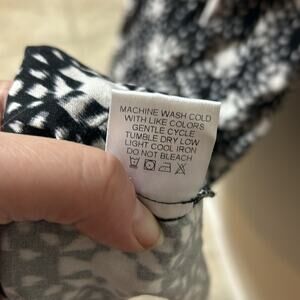 MACHINE WASH COLD
WITH LIKE COLORS
GENTLE CYCLE
TUMBLE DRY LOW
LIGHT COOL IRON
DO NOT BLEACH